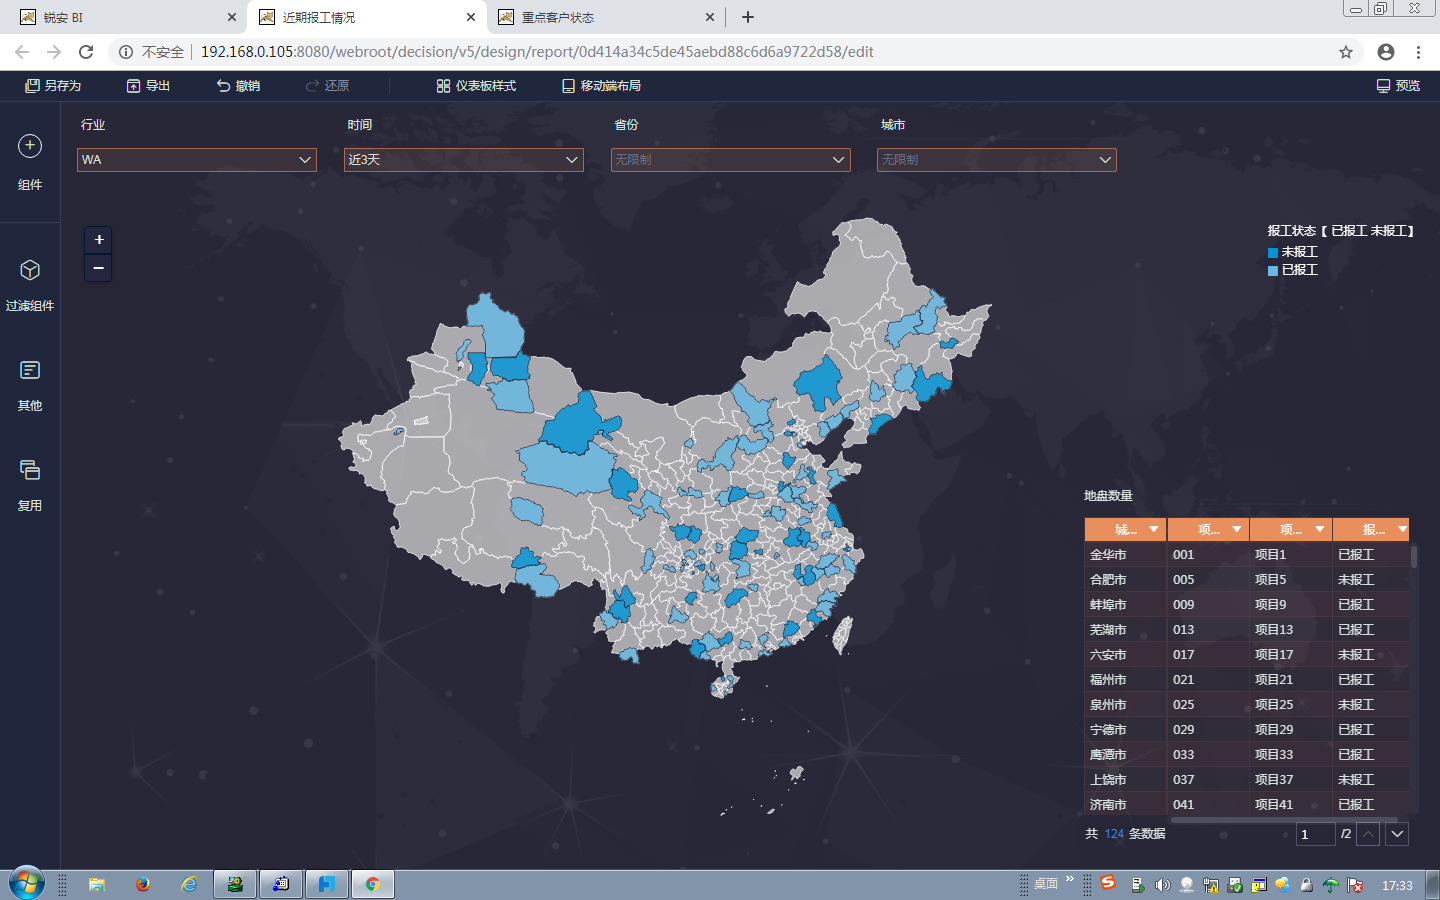 锐安 BI
近期报工情况
重点客户状态
不安全
192.168.0.105:8080/webroot/decision/v5/design/report/0d414a34c5de45aebd88c6d6a9722d58/edit
另存为
导出
撤销
还原
仪表板样式
移动端布局
预览
行业
时间
省份
城市
WA
近3天
无限制
无限制
组件
过滤组件
其他
复用
+
−
报工状态【 已报工 未报工】
未报工
已报工
地盘数量
城... 项... 项... 报...
金华市 001 项目1 已报工
合肥市 005 项目5 未报工
蚌埠市 009 项目9 已报工
芜湖市 013 项目13 已报工
六安市 017 项目17 未报工
福州市 021 项目21 已报工
泉州市 025 项目25 未报工
宁德市 029 项目29 已报工
鹰潭市 033 项目33 已报工
上饶市 037 项目37 未报工
济南市 041 项目41 已报工
共 124 条数据
1 /2
桌面
17:33